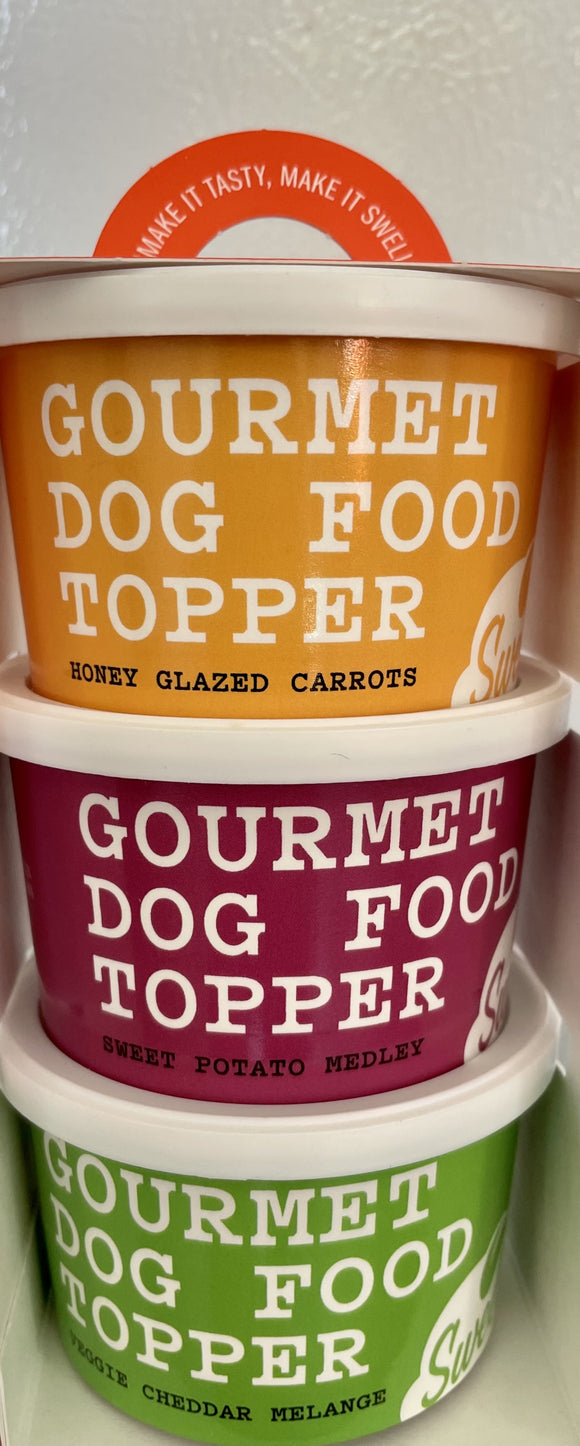 MAKE IT TASTY, MAKE IT SWELL
GOURMET
DOG FOOD
TOPPER
HONEY GLAZED CARROTS
GOURMET
DOG FOOD
TOPPER
SWEET POTATO MEDLEY
GOURMET
DOG FOOD
TOPPER
VEGGIE CHEDDAR MELANGE